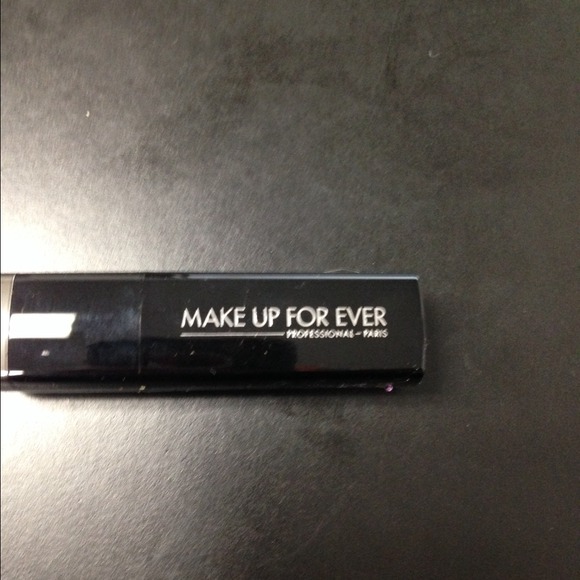 MAKE UP FOR EVER
PROFESSIONAL - PARIS